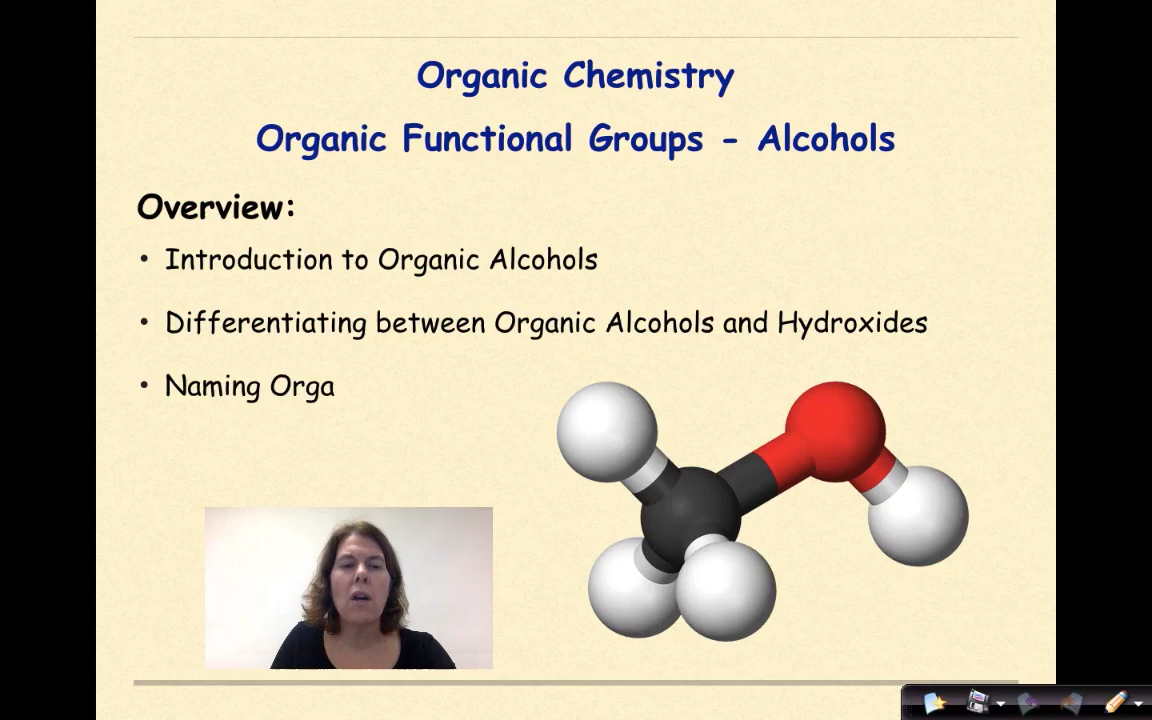 Organic Chemistry
Organic Functional Groups - Alcohols
Overview:
• Introduction to Organic Alcohols
• Differentiating between Organic Alcohols and Hydroxides
• Naming Orga